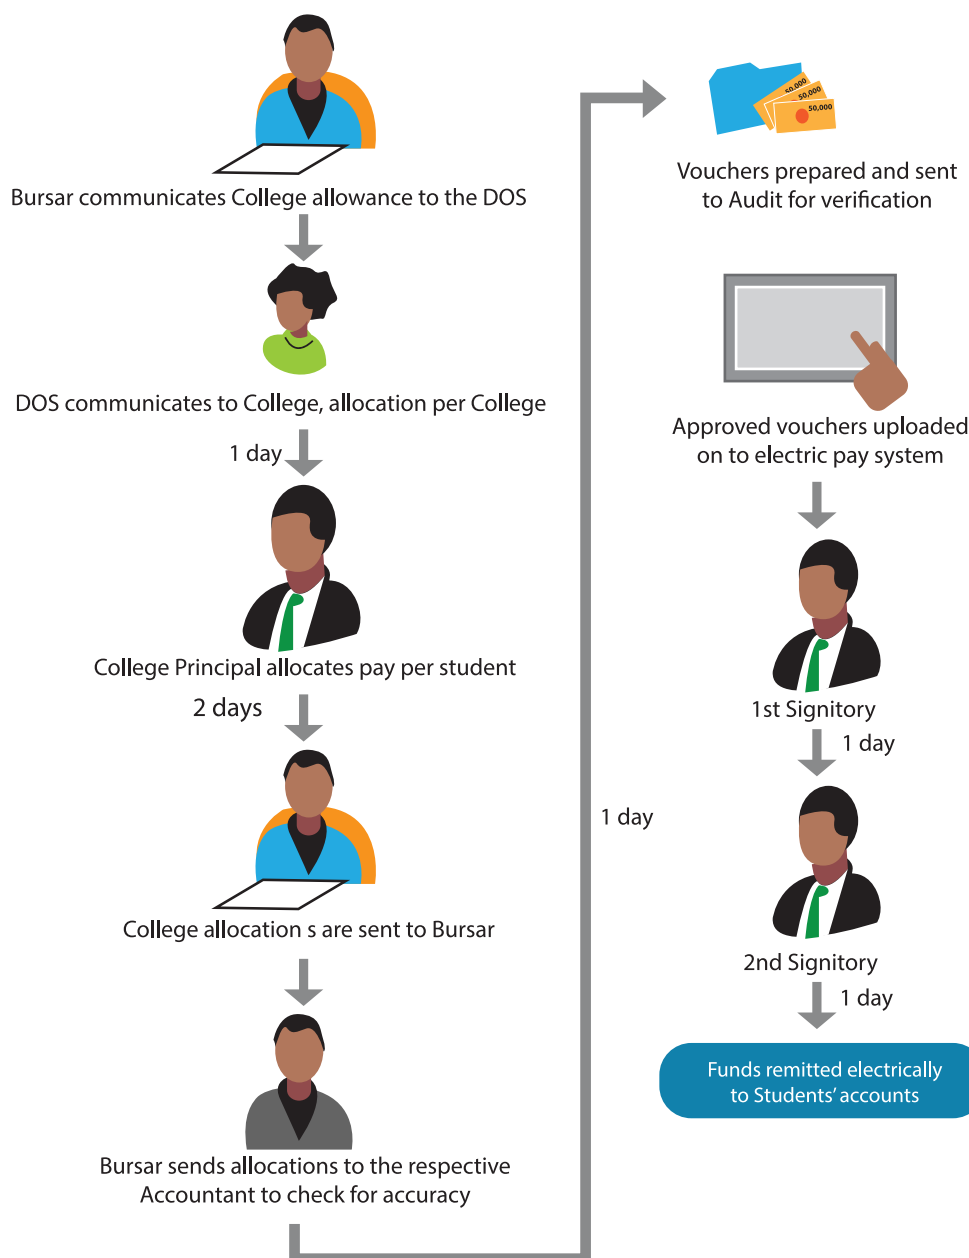 Bursar communicates College allowance to the DOS
DOS communicates to College, allocation per College
1 day
College Principal allocates pay per student
2 days
College allocation s are sent to Bursar
Bursar sends allocations to the respective
Accountant to check for accuracy
1 day
50,000
50,000
50,000
Vouchers prepared and sent
to Audit for verification
Approved vouchers uploaded
on to electric pay system
1st Signitory
1 day
2nd Signitory
1 day
Funds remitted electrically
to Students' accounts